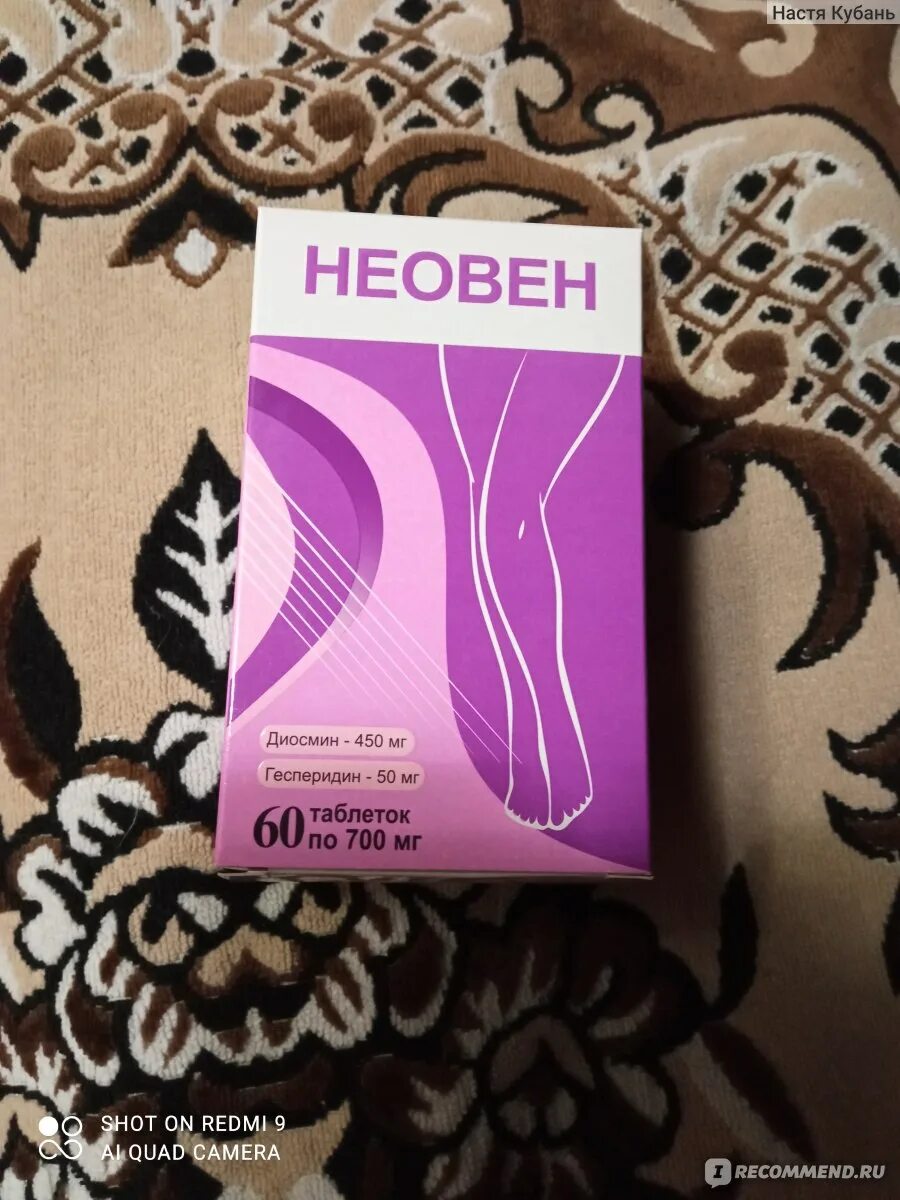 Настя Кубань
НЕОВЕН
Диосмин - 450 мг
Гесперидин - 50 мг
60 таблеток
по 700 мг
SHOT ON REDMI 9
AI QUAD CAMERA
I RECOMMEND.RU